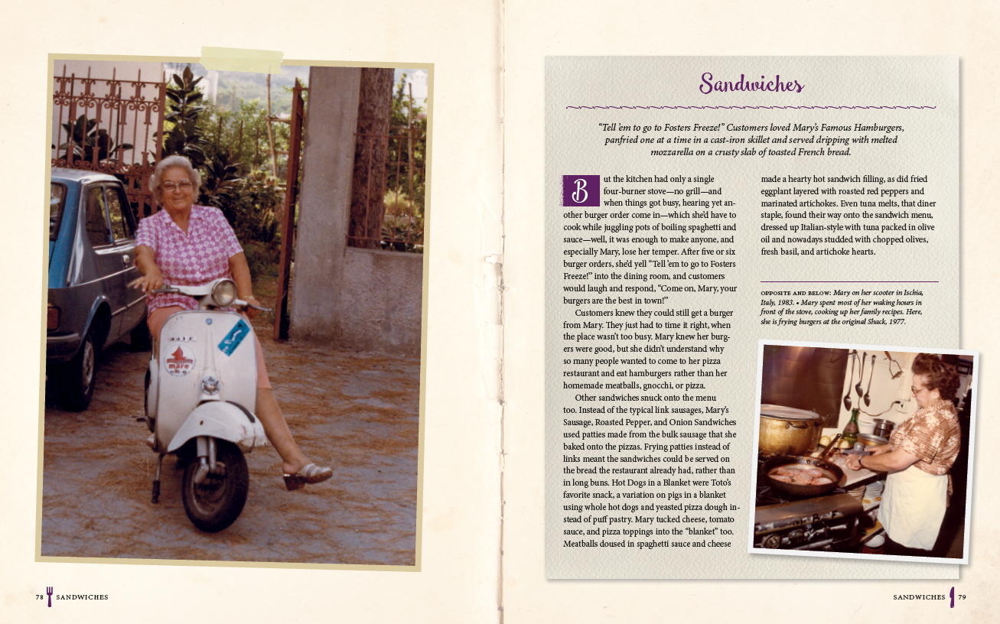 mare
78 SANDWICHES
Sandwiches
“Tell ’em to go to Fosters Freeze!” Customers loved Mary’s Famous Hamburgers,
panfried one at a time in a cast-iron skillet and served dripping with melted
mozzarella on a crusty slab of toasted French bread.
But the kitchen had only a single
four-burner stove—no grill—and
when things got busy, hearing yet an-
other burger order come in—which she’d have to
cook while juggling pots of boiling spaghetti and
sauce—well, it was enough to make anyone, and
especially Mary, lose her temper. After five or six
burger orders, she’d yell “Tell ’em to go to Fosters
Freeze!” into the dining room, and customers
would laugh and respond, “Come on, Mary, your
burgers are the best in town!”
Customers knew they could still get a burger
from Mary. They just had to time it right, when
the place wasn’t too busy. Mary knew her burg-
ers were good, but she didn’t understand why
so many people wanted to come to her pizza
restaurant and eat hamburgers rather than her
homemade meatballs, gnocchi, or pizza.
Other sandwiches snuck onto the menu
too. Instead of the typical link sausages, Mary’s
Sausage, Roasted Pepper, and Onion Sandwiches
used patties made from the bulk sausage that she
baked onto the pizzas. Frying patties instead of
links meant the sandwiches could be served on
the bread the restaurant already had, rather than
in long buns. Hot Dogs in a Blanket were Toto’s
favorite snack, a variation on pigs in a blanket
using whole hot dogs and yeasted pizza dough in-
stead of puff pastry. Mary tucked cheese, tomato
sauce, and pizza toppings into the “blanket” too.
Meatballs doused in spaghetti sauce and cheese
made a hearty hot sandwich filling, as did fried
eggplant layered with roasted red peppers and
marinated artichokes. Even tuna melts, that diner
staple, found their way onto the sandwich menu,
dressed up Italian-style with tuna packed in olive
oil and nowadays studded with chopped olives,
fresh basil, and artichoke hearts.
OPPOSITE AND BELOW: Mary on her scooter in Ischia,
Italy, 1983. • Mary spent most of her waking hours in
front of the stove, cooking up her family recipes. Here,
she is frying burgers at the original Shack, 1977.
SANDWICHES 79